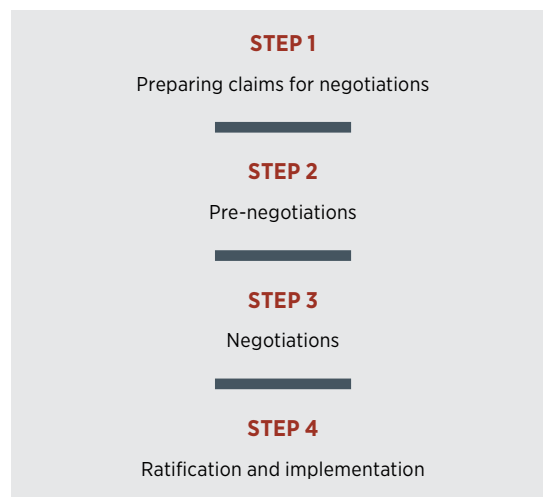 STEP 1
Preparing claims for negotiations
STEP 2
Pre-negotiations
STEP 3
Negotiations
STEP 4
Ratification and implementation